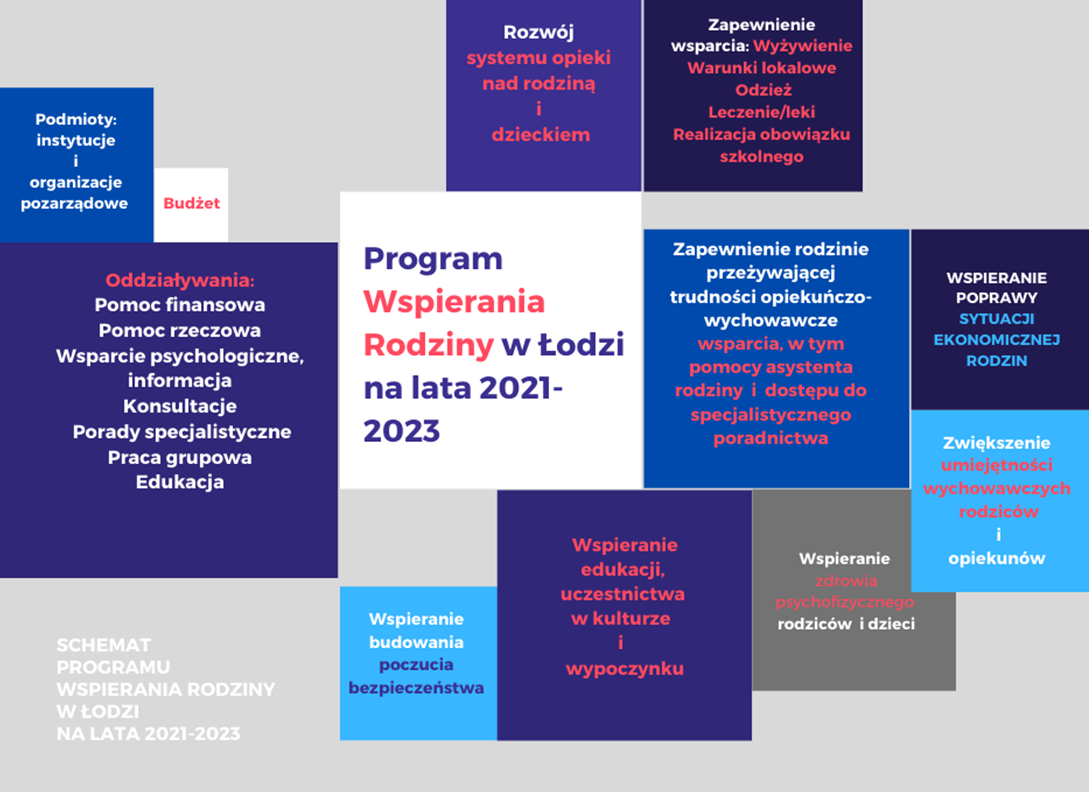 Rozwój
systemu opieki
nad rodziną
i
dzieckiem
Zapewnienie
wsparcia: Wyżywienie
Warunki lokalowe
Odzież
Leczenie/leki
Realizacja obowiązku
szkolnego
Podmioty:
instytucje
i
organizacje
pozarządowe
Budżet
Oddziaływania:
Pomoc finansowa
Pomoc rzeczowa
Wsparcie psychologiczne,
informacja
Konsultacje
Porady specjalistyczne
Praca grupowa
Edukacja
Program
Wspierania
Rodziny w Łodzi
na lata 2021-
2023
Zapewnienie rodzinie
przeżywającej
trudności opiekuńczo-
wychowawcze
wsparcia, w tym
pomocy asystenta
rodziny i dostępu do
specjalistycznego
poradnictwa
WSPIERANIE
POPRAWY
SYTUACJI
EKONOMICZNEJ
RODZIN
Zwiększenie
umiejętności
wychowawczych
rodziców
i
opiekunów
Wspieranie
edukacji,
uczestnictwa
w kulturze
i
wypoczynku
Wspieranie
zdrowia
psychofizycznego
rodziców i dzieci
Wspieranie
budowania
poczucia
bezpieczeństwa
SCHEMAT
PROGRAMU
WSPIERANIA RODZINY
W ŁODZI
NA LATA 2021-2023